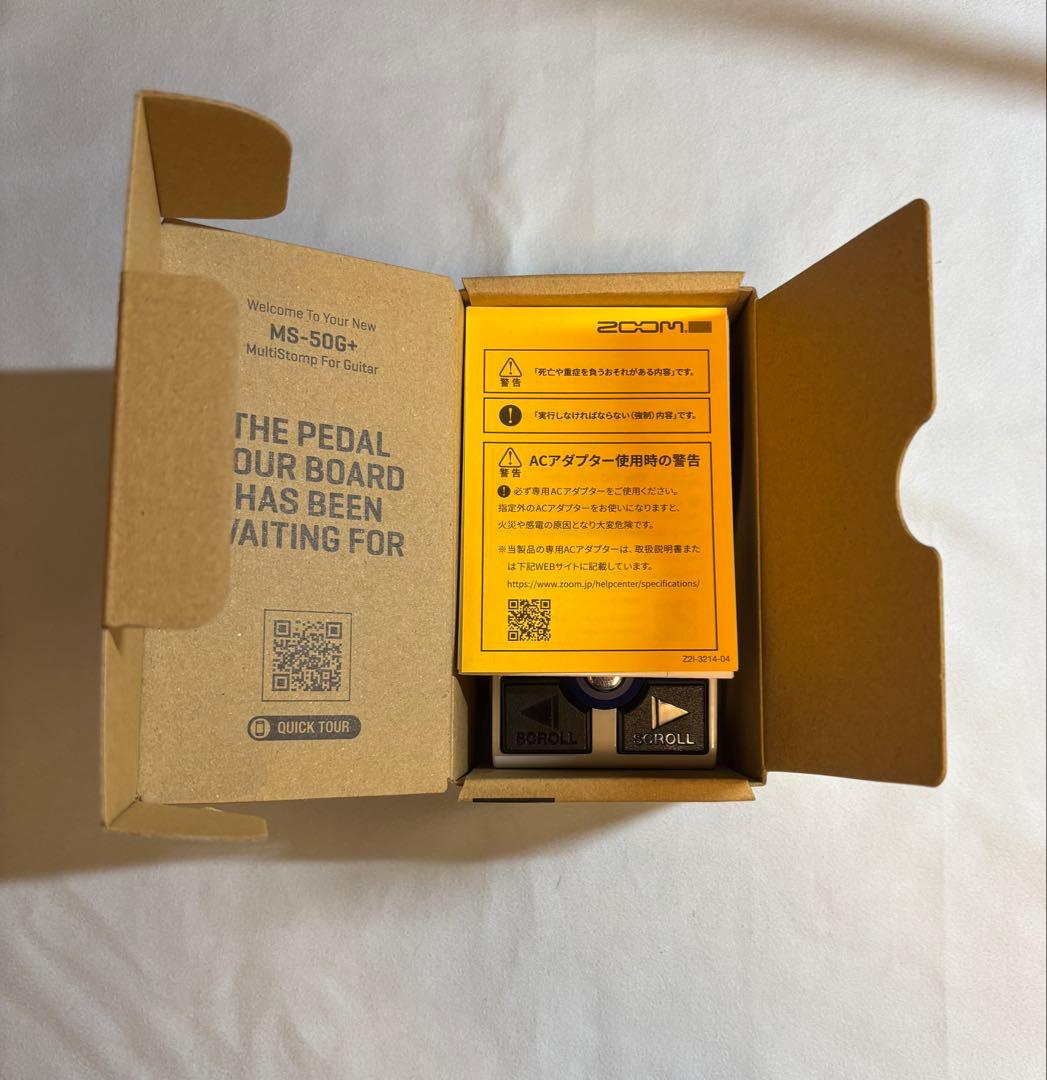 Welcome To Your New
MS-50G+
MultiStomp For Guitar
THE PEDAL
OUR BOARD
HAS BEEN
AITING FOR
QUICK TOUR
ZOOM
警告
「死亡や重症を負うおそれがある内容」です。
「実行しなければならない(強制)内容」です。
警告
ACアダプター使用時の警告
必ず専用ACアダプターをご使用ください。
指定外のACアダプターをお使いになりますと、
火災や感電の原因となり大変危険です。
※当製品の専用ACアダプターは、取扱説明書また
は下記WEBサイトに記載しています。
https://www.zoom.jp/helpcenter/specifications/
Z2I-3214-04
SCROLL
SCROLL